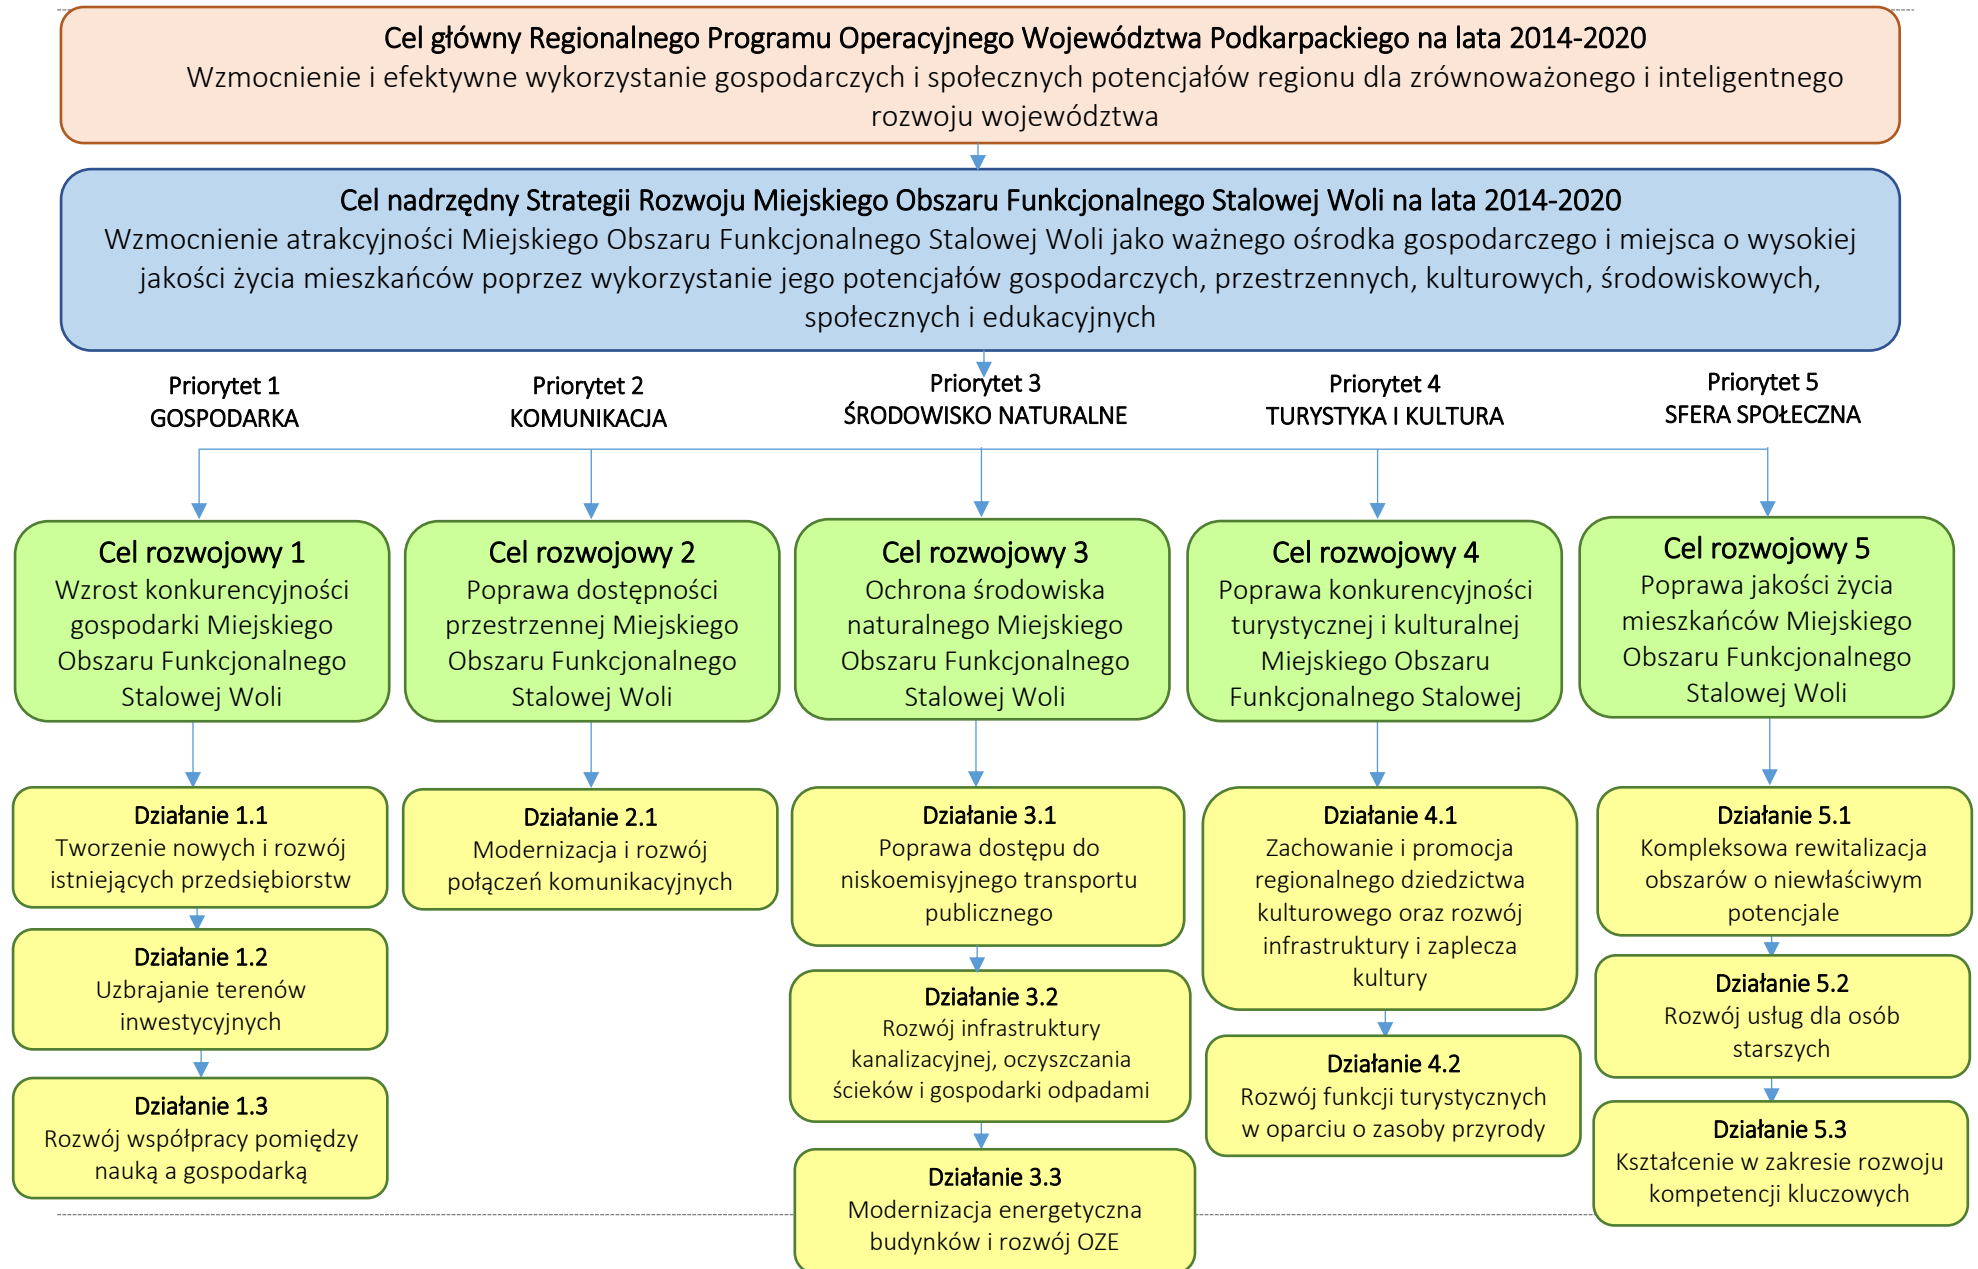 Cel główny Regionalnego Programu Operacyjnego Województwa Podkarpackiego na lata 2014-2020
Wzmocnienie i efektywne wykorzystanie gospodarczych i społecznych potencjałów regionu dla zrównoważonego i inteligentnego
rozwoju województwa
Cel nadrzędny Strategii Rozwoju Miejskiego Obszaru Funkcjonalnego Stalowej Woli na lata 2014-2020
Wzmocnienie atrakcyjności Miejskiego Obszaru Funkcjonalnego Stalowej Woli jako ważnego ośrodka gospodarczego i miejsca o wysokiej
jakości życia mieszkańców poprzez wykorzystanie jego potencjałów gospodarczych, przestrzennych, kulturowych, środowiskowych,
społecznych i edukacyjnych
Priorytet 1
GOSPODARKA
Priorytet 2
KOMUNIKACJA
Priorytet 3
ŚRODOWISKO NATURALNE
Priorytet 4
TURYSTYKA I KULTURA
Priorytet 5
SFERA SPOŁECZNA
Cel rozwojowy 1
Wzrost konkurencyjności
gospodarki Miejskiego
Obszaru Funkcjonalnego
Stalowej Woli
Cel rozwojowy 2
Poprawa dostępności
przestrzennej Miejskiego
Obszaru Funkcjonalnego
Stalowej Woli
Cel rozwojowy 3
Ochrona środowiska
naturalnego Miejskiego
Obszaru Funkcjonalnego
Stalowej Woli
Cel rozwojowy 4
Poprawa konkurencyjności
turystycznej i kulturalnej
Miejskiego Obszaru
Funkcjonalnego Stalowej
Cel rozwojowy 5
Poprawa jakości życia
mieszkańców Miejskiego
Obszaru Funkcjonalnego
Stalowej Woli
Działanie 1.1
Tworzenie nowych i rozwój
istniejących przedsiębiorstw
Działanie 1.2
Uzbrajanie terenów
inwestycyjnych
Działanie 1.3
Rozwój współpracy pomiędzy
nauką a gospodarką
Działanie 2.1
Modernizacja i rozwój
połączeń komunikacyjnych
Działanie 3.1
Poprawa dostępu do
niskoemisyjnego transportu
publicznego
Działanie 3.2
Rozwój infrastruktury
kanalizacyjnej, oczyszczania
ścieków i gospodarki odpadami
Działanie 3.3
Modernizacja energetyczna
budynków i rozwój OZE
Działanie 4.1
Zachowanie i promocja
regionalnego dziedzictwa
kulturowego oraz rozwój
infrastruktury i zaplecza
kultury
Działanie 4.2
Rozwój funkcji turystycznych
w oparciu o zasoby przyrody
Działanie 5.1
Kompleksowa rewitalizacja
obszarów o niewłaściwym
potencjale
Działanie 5.2
Rozwój usług dla osób
starszych
Działanie 5.3
Kształcenie w zakresie rozwoju
kompetencji kluczowych